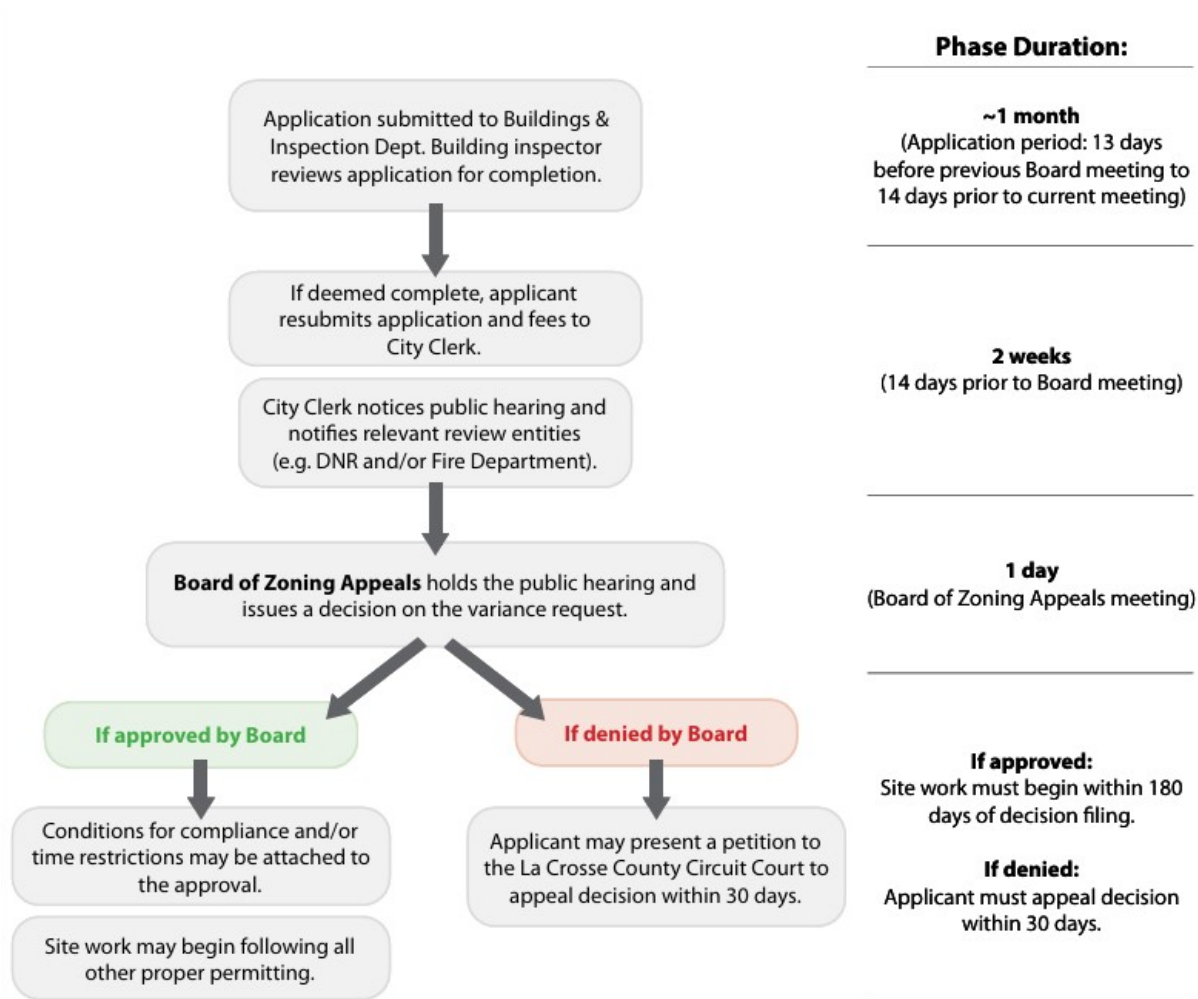 Phase Duration:
Application submitted to Buildings &
Inspection Dept. Building inspector
reviews application for completion.
~1 month
(Application period: 13 days
before previous Board meeting to
14 days prior to current meeting)
If deemed complete, applicant
resubmits application and fees to
City Clerk.
City Clerk notices public hearing and
notifies relevant review entities
(e.g. DNR and/or Fire Department).
2 weeks
(14 days prior to Board meeting)
Board of Zoning Appeals holds the public hearing and
issues a decision on the variance request.
1 day
(Board of Zoning Appeals meeting)
If approved by Board
Conditions for compliance and/or
time restrictions may be attached to
the approval.
Site work may begin following all
other proper permitting.
If denied by Board
Applicant may present a petition to
the La Crosse County Circuit Court to
appeal decision within 30 days.
If approved:
Site work must begin within 180
days of decision filing.
If denied:
Applicant must appeal decision
within 30 days.